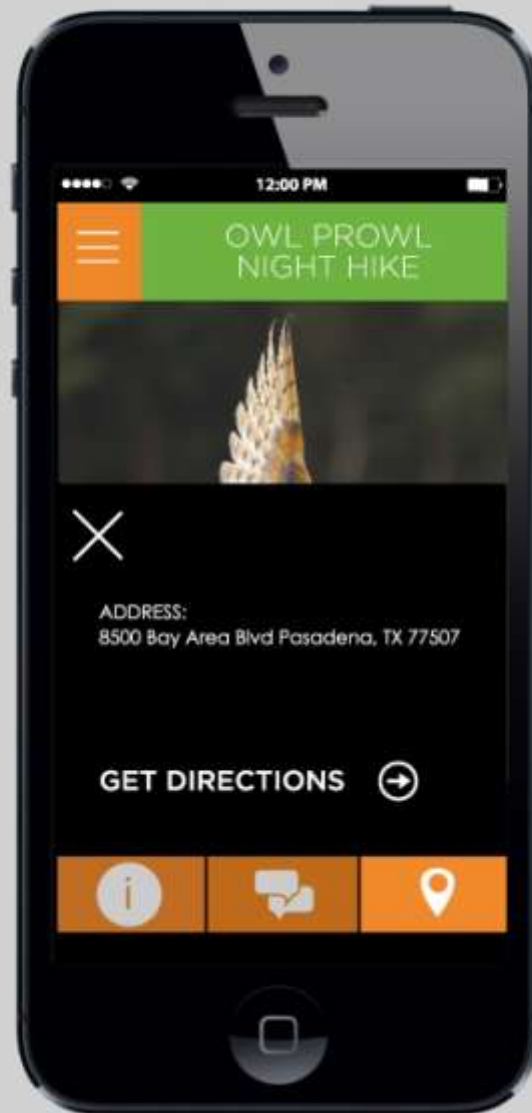 12:00 PM
OWL PROWL
NIGHT HIKE
ADDRESS:
8500 Bay Area Blvd Pasadena, TX 77507
GET DIRECTIONS
i